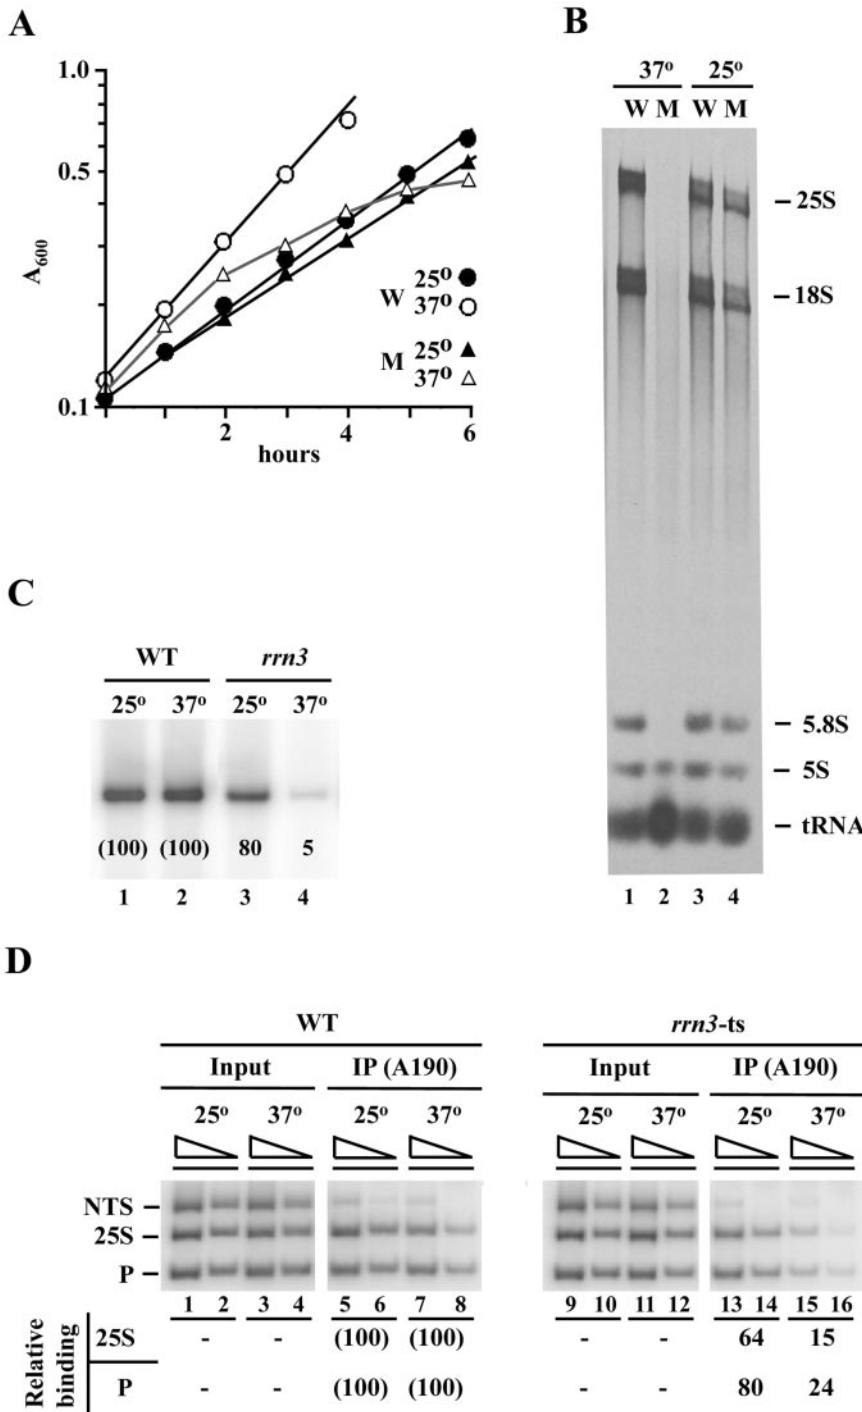 A
1.0
0.5
0.1
A600
2 4 6
hours
W 25º
37º
M 25º
37º
B
37º 25º
W M W M
25S
18S
5.8S
5S
tRNA
1 2 3 4
C
WT rrn3
25º 37º 25º 37º
(100) (100) 80 5
1 2 3 4
D
WT rrn3-ts
Input IP (A190) Input IP (A190)
25º 37º 25º 37º 25º 37º 25º 37º
NTS
25S
P
1 2 3 4 5 6 7 8 9 10 11 12 13 14 15 16
Relative binding
25S - - (100) (100) - - 64 15
P - - (100) (100) - - 80 24